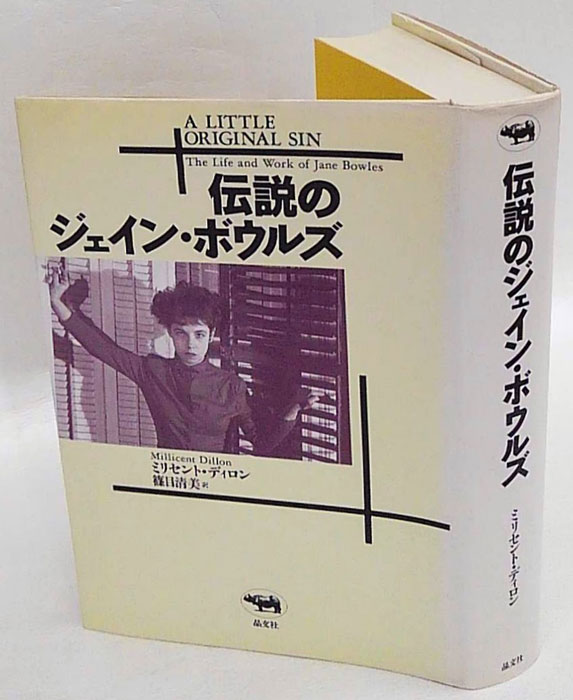 A LITTLE
ORIGINAL SIN
The Life and Work of Jane Bowles
伝説の
ジェイン・ボウルズ
Millicent Dillon
ミリセント・ディロン
篠目清美 訳
晶文社
伝説のジェイン・ボウルズ
ミリセント・ディロン
晶文社